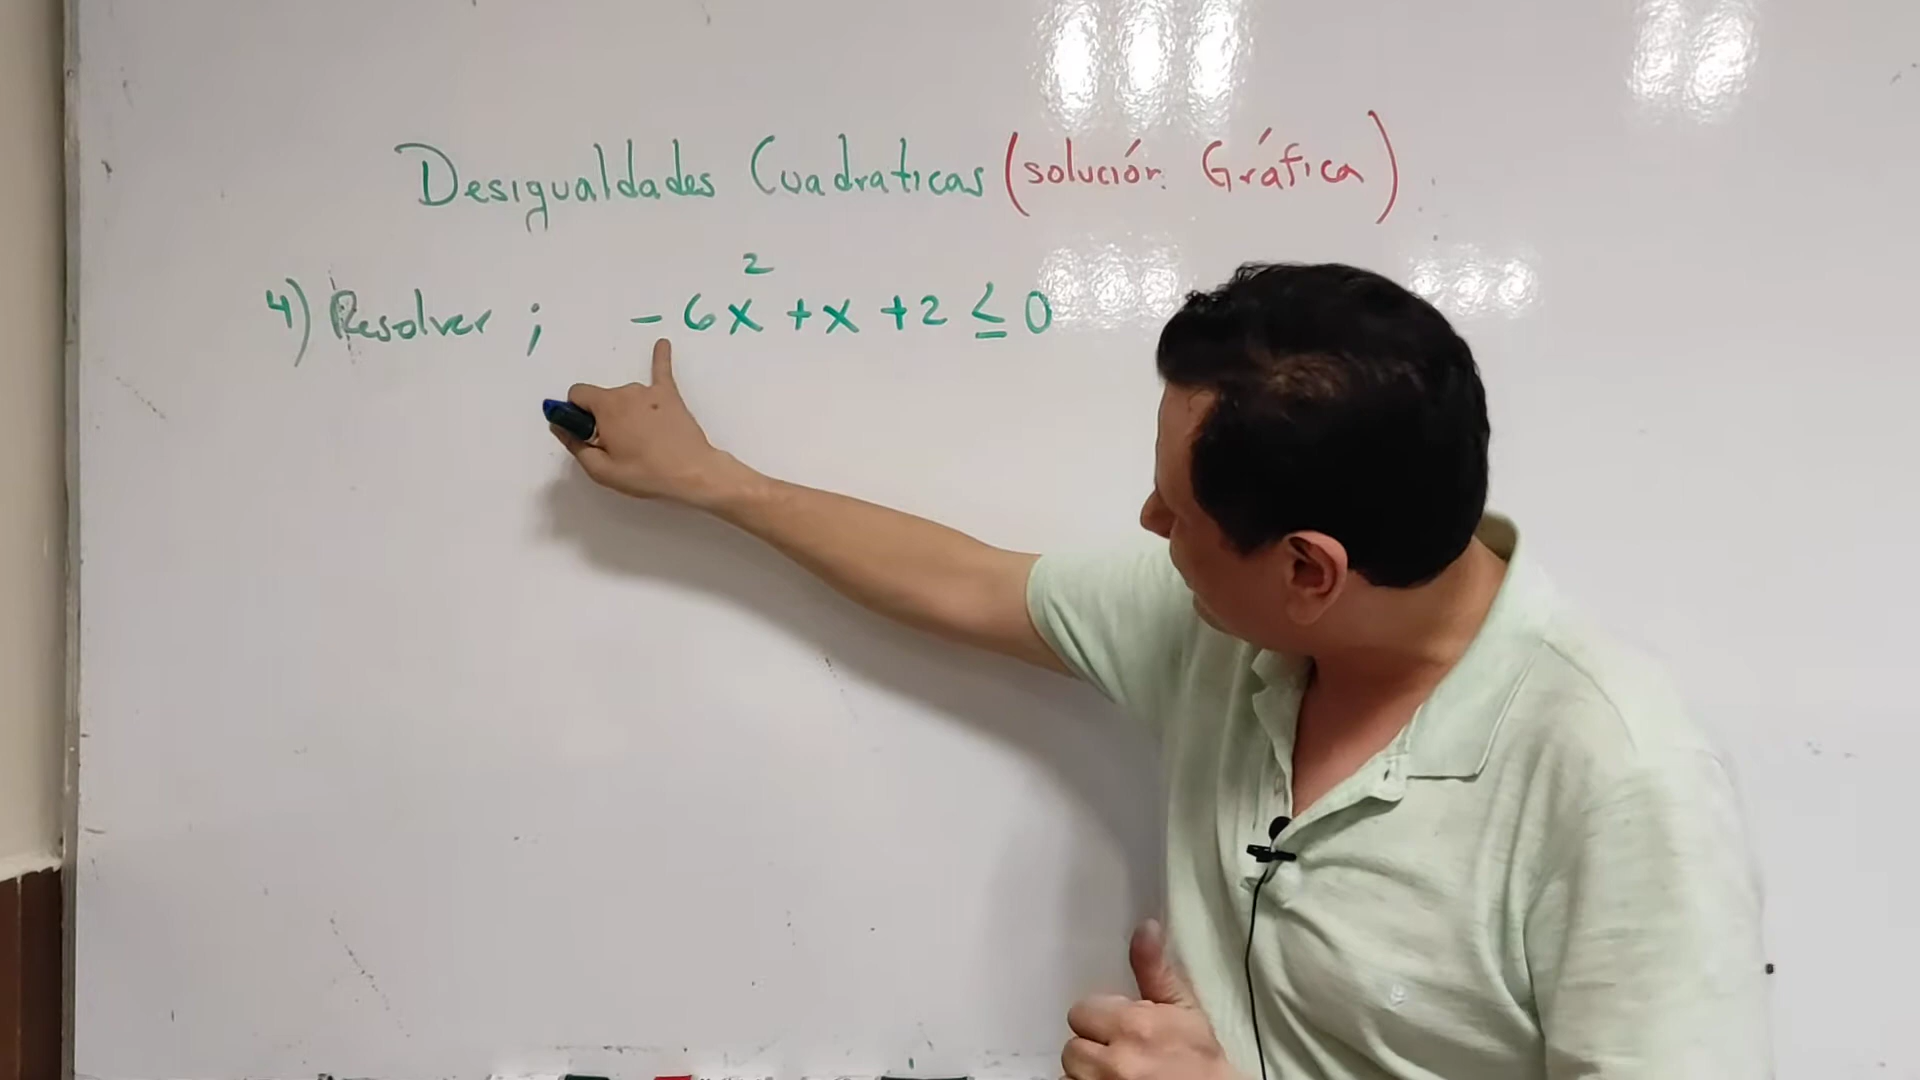 Desigualdades Cuadraticas (solución Gráfica)
4) Resolver ; -6x² +x +2 ≤ 0